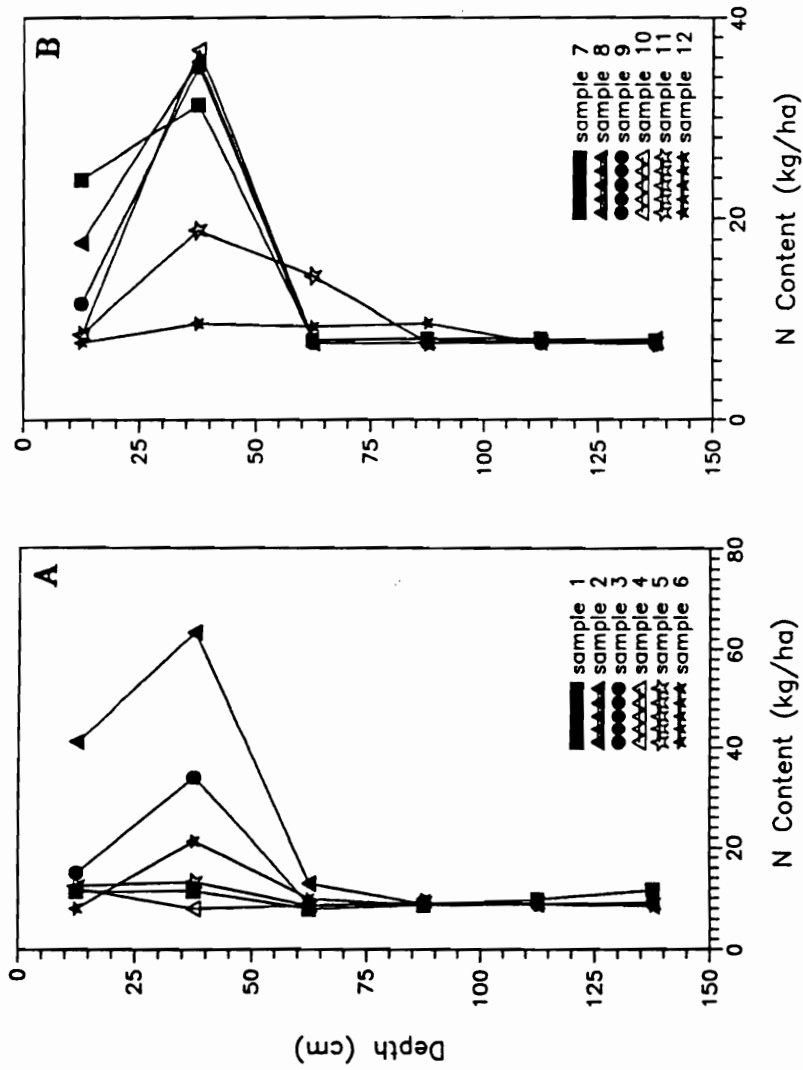 A
0
25
50
75
100
125
150
Depth (cm)
0
20
40
60
80
N Content (kg/ha)
sample 1
sample 2
sample 3
sample 4
sample 5
sample 6
B
0
25
50
75
100
125
150
0
20
40
N Content (kg/ha)
sample 7
sample 8
sample 9
sample 10
sample 11
sample 12